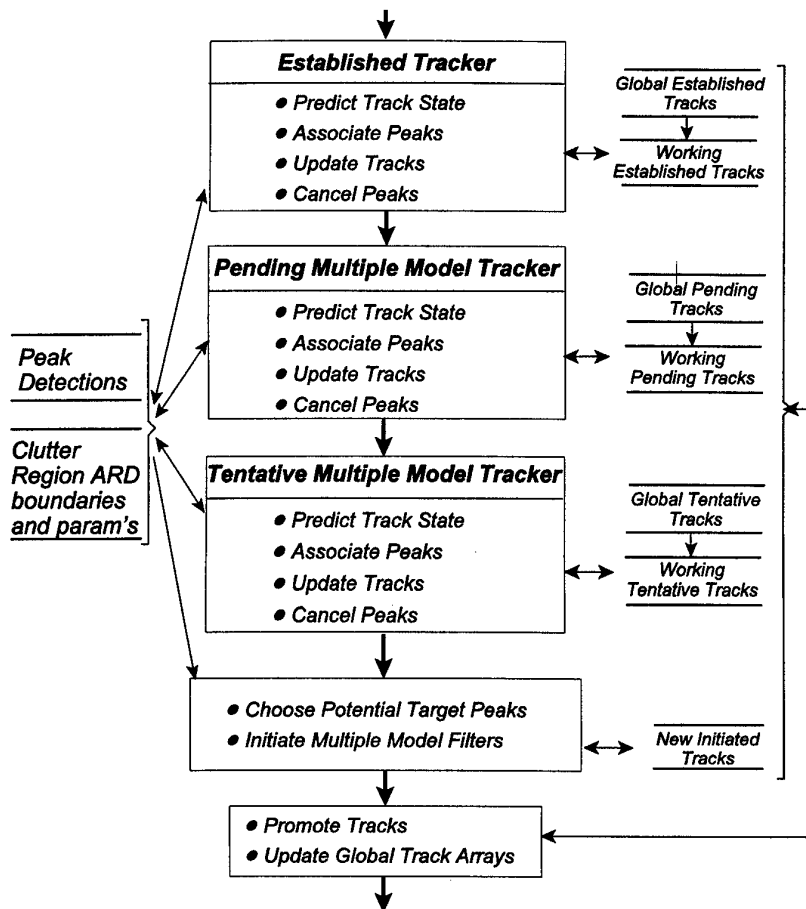 Established Tracker
● Predict Track State
● Associate Peaks
● Update Tracks
● Cancel Peaks
Global Established
Tracks
Working
Established Tracks
Pending Multiple Model Tracker
● Predict Track State
● Associate Peaks
● Update Tracks
● Cancel Peaks
Global Pending
Tracks
Working
Pending Tracks
Peak
Detections
Clutter
Region ARD
boundaries
and param's
Tentative Multiple Model Tracker
● Predict Track State
● Associate Peaks
● Update Tracks
● Cancel Peaks
Global Tentative
Tracks
Working
Tentative Tracks
● Choose Potential Target Peaks
● Initiate Multiple Model Filters
New Initiated
Tracks
● Promote Tracks
● Update Global Track Arrays